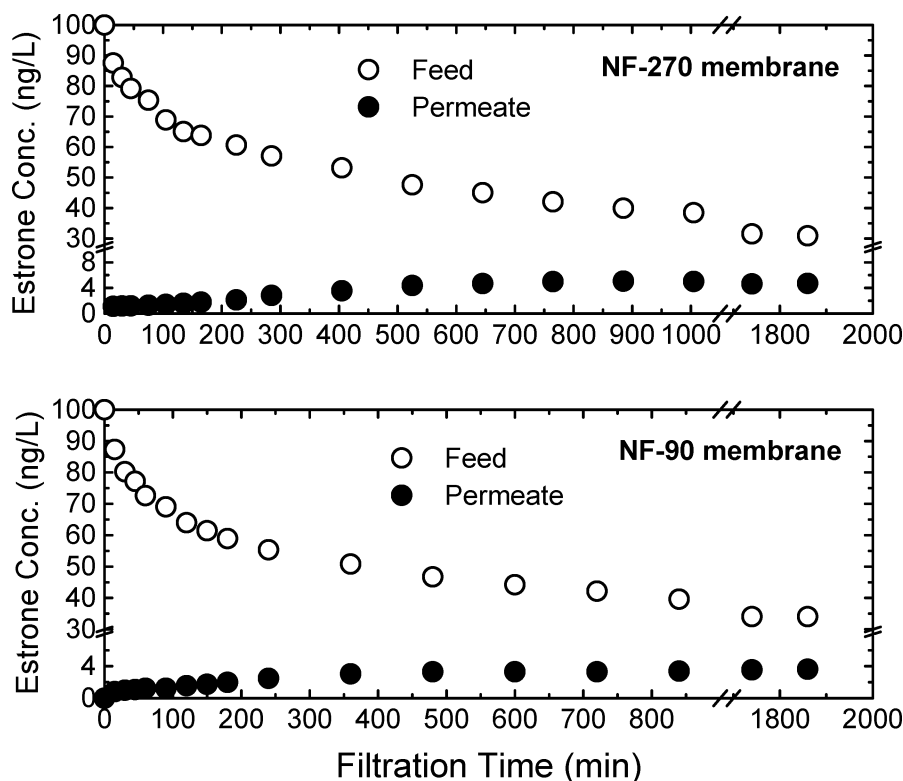 100
90
80
70
60
50
40
30
8
4
0
Estrone Conc. (ng/L)
Feed
Permeate
NF-270 membrane
0 100 200 300 400 500 600 700 800 900 1000 1800 2000
100
90
80
70
60
50
40
30
4
0
Estrone Conc. (ng/L)
Feed
Permeate
NF-90 membrane
0 100 200 300 400 500 600 700 800 1800 2000
Filtration Time (min)